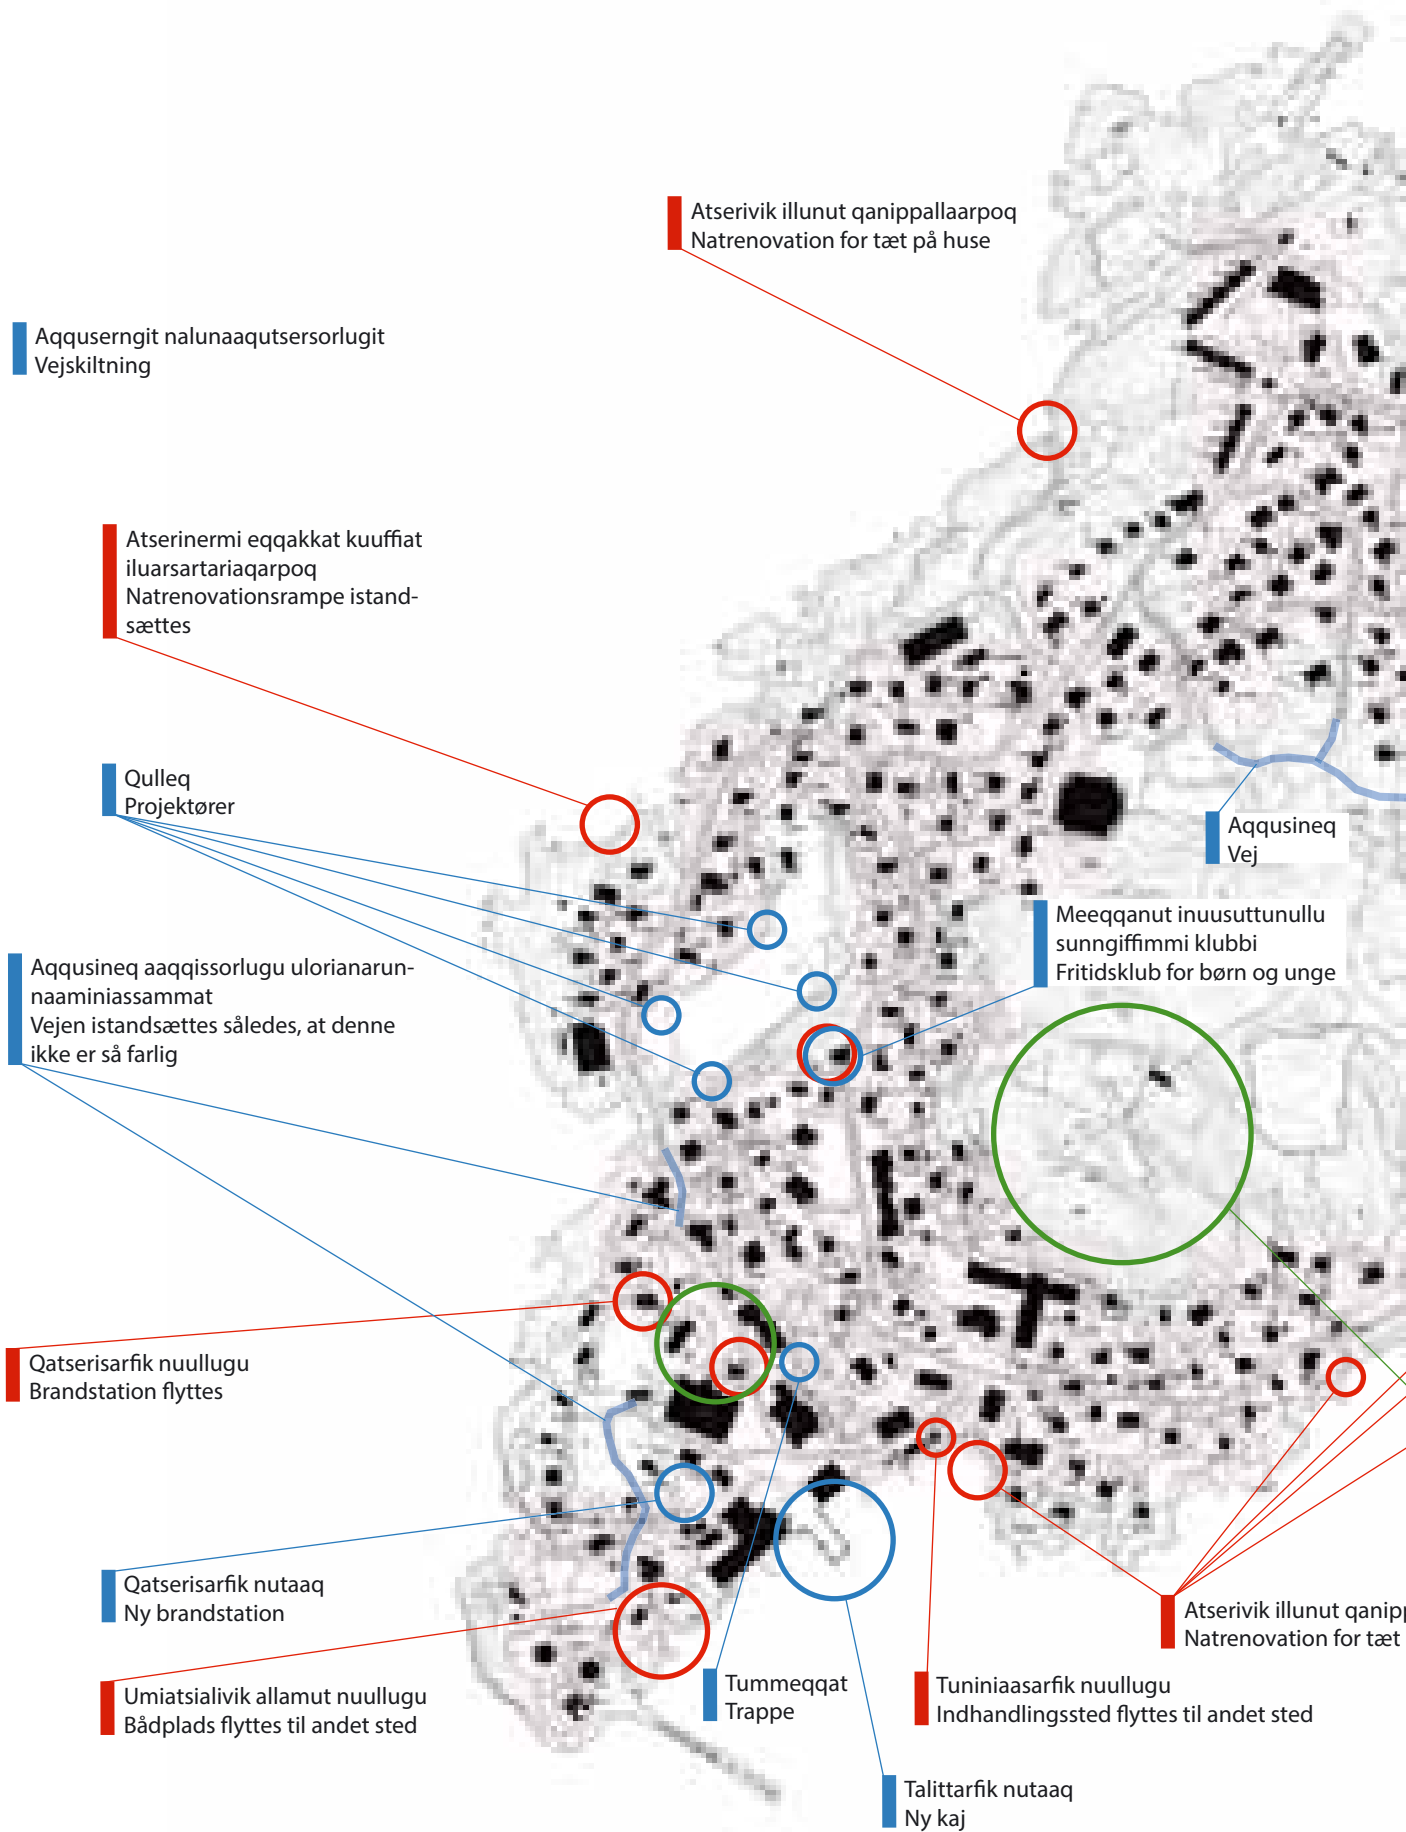 Atserivik illunut qanippallaarpoq
Natrenovation for tæt på huse
Aqquserngit nalunaaqutsersorlugit
Vejskiltning
Atserinermi eqqakkat kuuffiat
iluarsartariaqarpoq
Natrenovationsrampe istand-
sættes
Qulleq
Projektører
Aqqusineq
Vej
Meeqqanut inuusuttunullu
sunngiffimmi klubbi
Fritidsklub for børn og unge
Aqqusineq aaqqissorlugu ulorianarun-
naaminiassammat
Vejen istandsættes således, at denne
ikke er så farlig
Qatserisarfik nuullugu
Brandstation flyttes
Qatserisarfik nutaaq
Ny brandstation
Atserivik illunut
Natrenovation for tæt
Umiatsialivik allamut nuullugu
Bådplads flyttes til andet sted
Tummeqqat
Trappe
Tuniniaasarfik nuullugu
Indhandlingssted flyttes til andet sted
Talittarfik nutaaq
Ny kaj